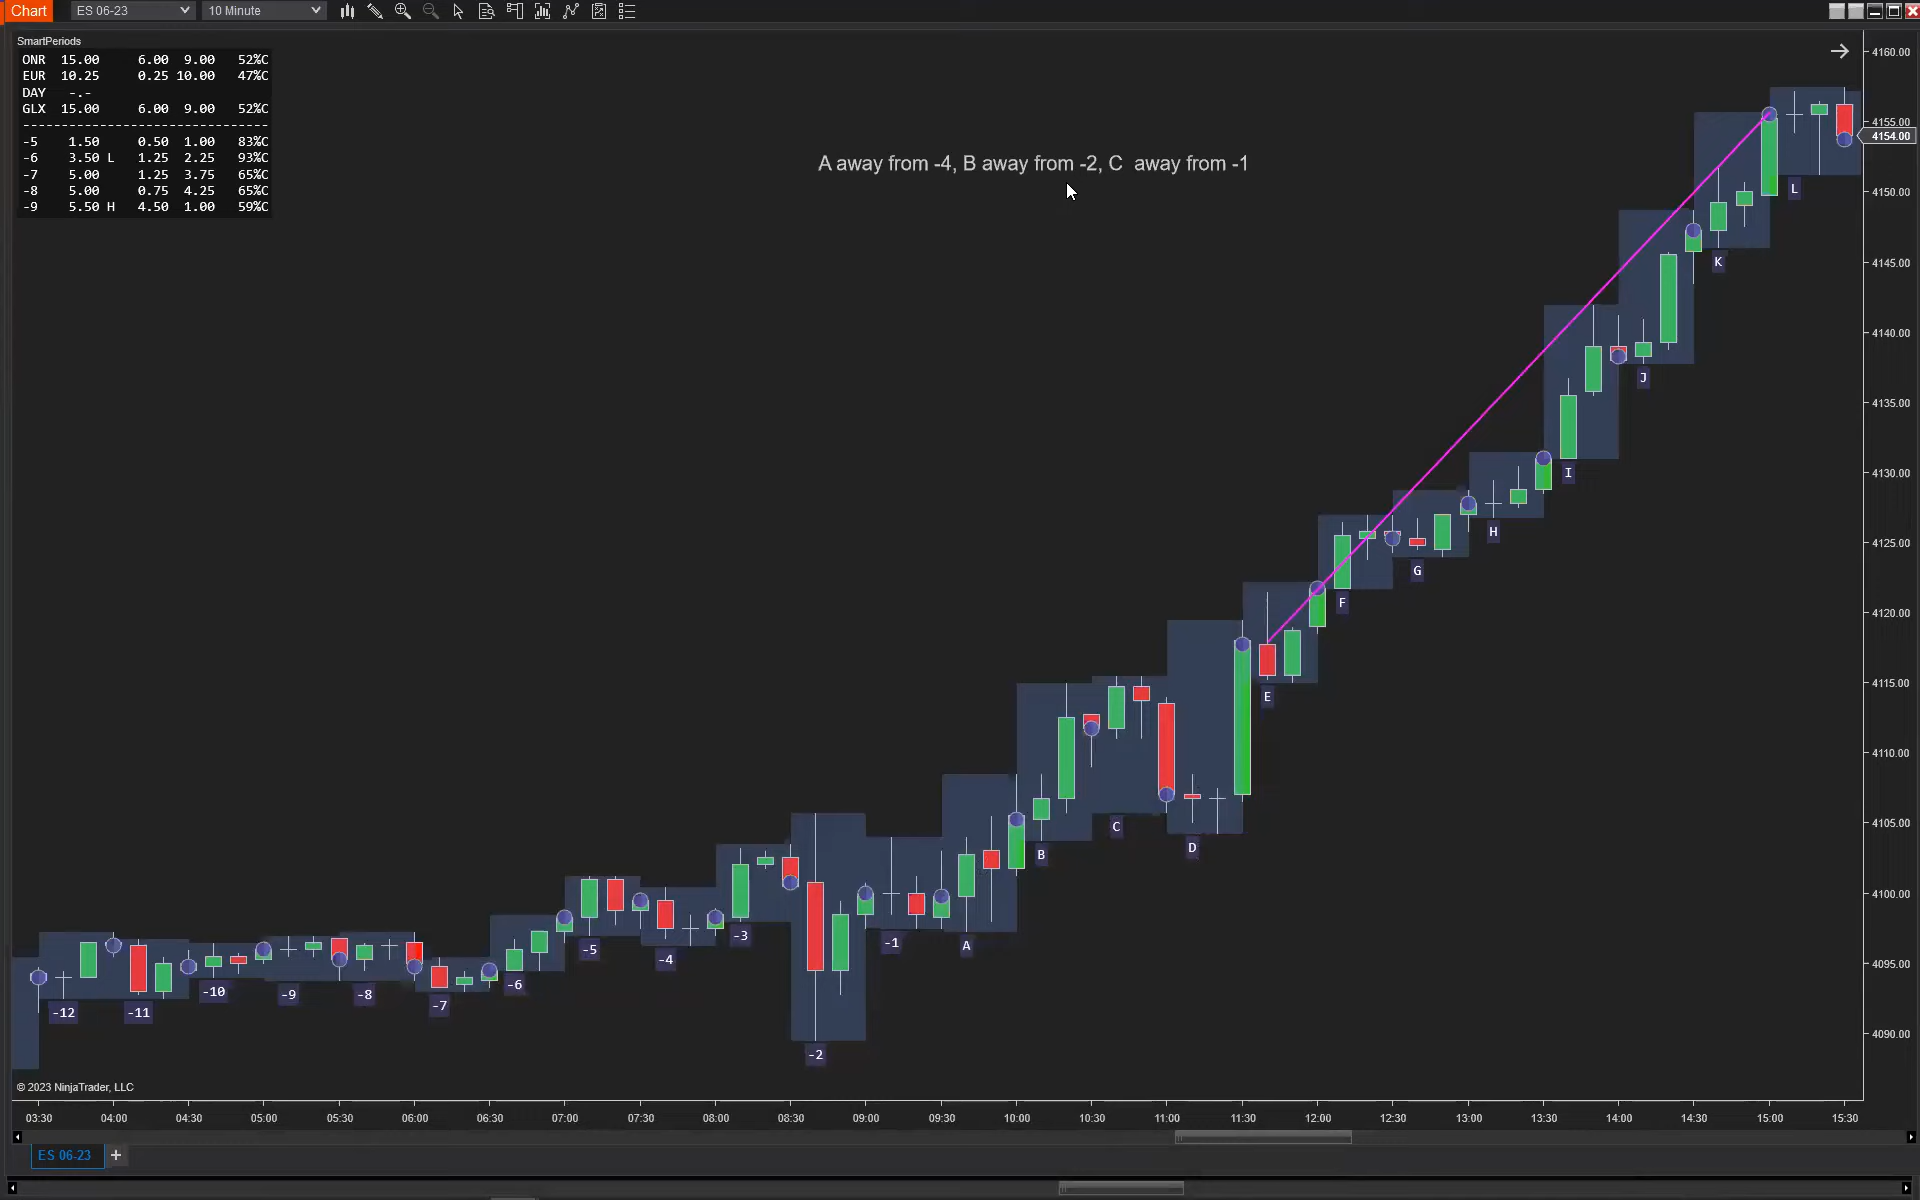 Chart ES 06-23 10 Minute
SmartPeriods
ONR 15.00 6.00 9.00 52%C
EUR 10.25 0.25 10.00 47%C
DAY -.-
GLX 15.00 6.00 9.00 52%C
-------------------------------
-5 1.50 0.50 1.00 83%C
-6 3.50 L 1.25 2.25 93%C
-7 5.00 1.25 3.75 65%C
-8 5.00 0.75 4.25 65%C
-9 5.50 H 4.50 1.00 59%C
A away from -4, B away from -2, C  away from -1
4160.00
4155.00
4154.00
4150.00
4145.00
4140.00
4135.00
4130.00
4125.00
4120.00
4115.00
4110.00
4105.00
4100.00
4095.00
4090.00
L
K
J
I
H
G
F
E
D
C
B
A
-1
-2
-3
-4
-5
-6
-7
-8
-9
-10
-11
-12
© 2023 NinjaTrader, LLC
03:30 04:00 04:30 05:00 05:30 06:00 06:30 07:00 07:30 08:00 08:30 09:00 09:30 10:00 10:30 11:00 11:30 12:00 12:30 13:00 13:30 14:00 14:30 15:00 15:30
ES 06-23 +